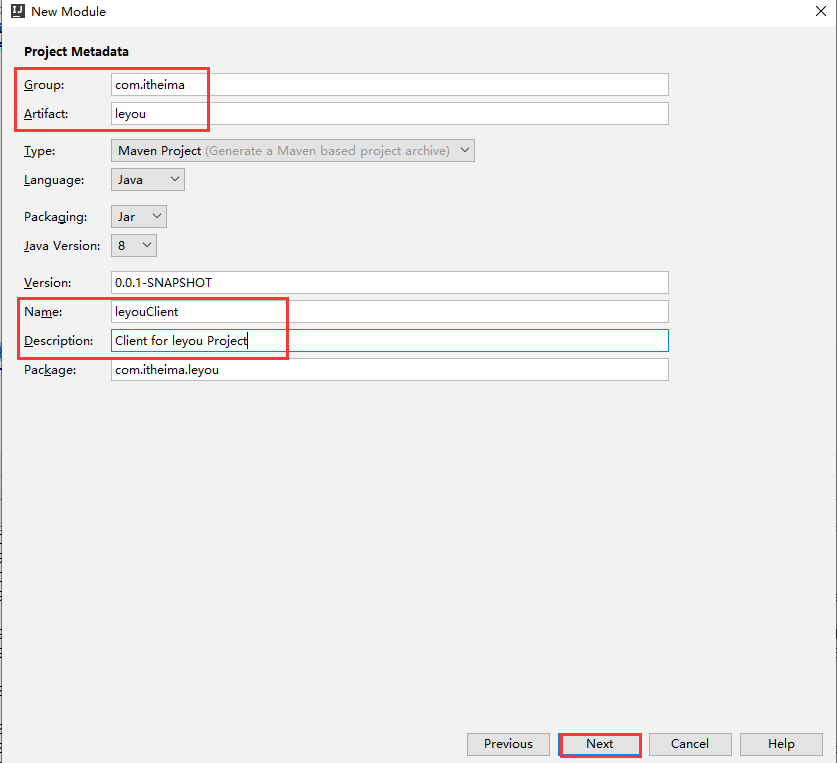 New Module
Project Metadata
Group: com.itheima
Artifact: leyou
Type: Maven Project (Generate a Maven based project archive)
Language: Java
Packaging: Jar
Java Version: 8
Version: 0.0.1-SNAPSHOT
Name: leyouClient
Description: Client for leyou Project
Package: com.itheima.leyou
Previous Next Cancel Help